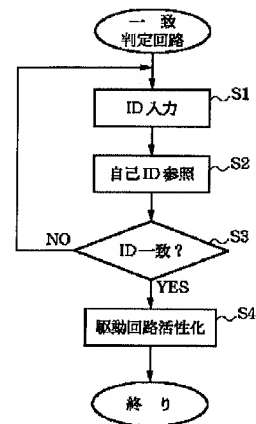 一 致
判定回路
ID入力
S1
自己ID参照
S2
ID一致？
S3
NO
YES
駆動回路活性化
S4
終 り